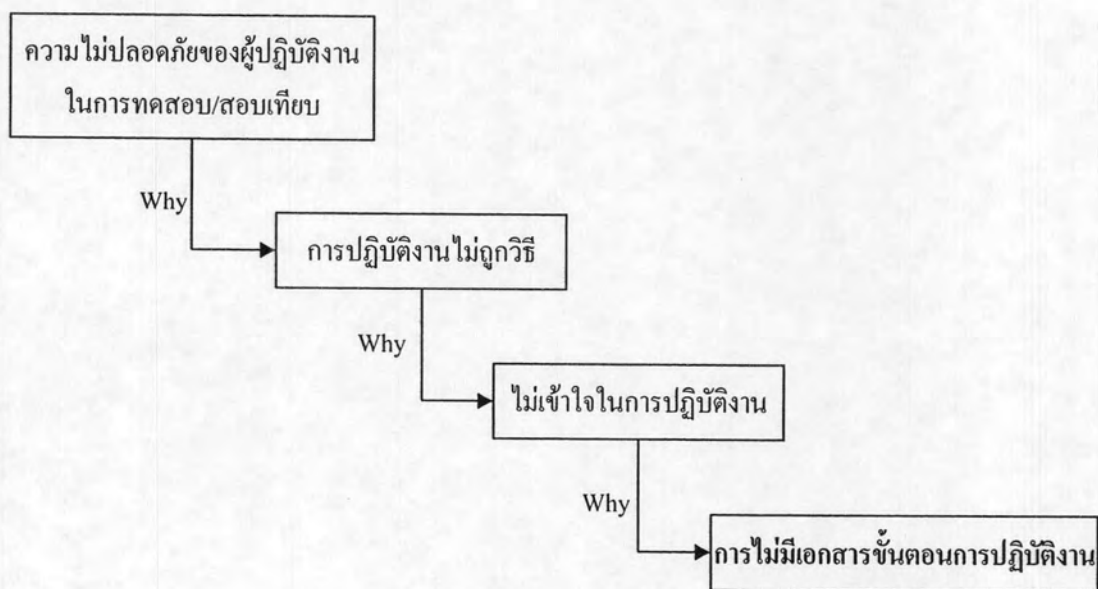 ความไม่ปลอดภัยของผู้ปฏิบัติงาน
ในการทดสอบ/สอบเทียบ
Why
การปฏิบัติงานไม่ถูกวิธี
Why
ไม่เข้าใจในการปฏิบัติงาน
Why
การไม่มีเอกสารขั้นตอนการปฏิบัติงาน